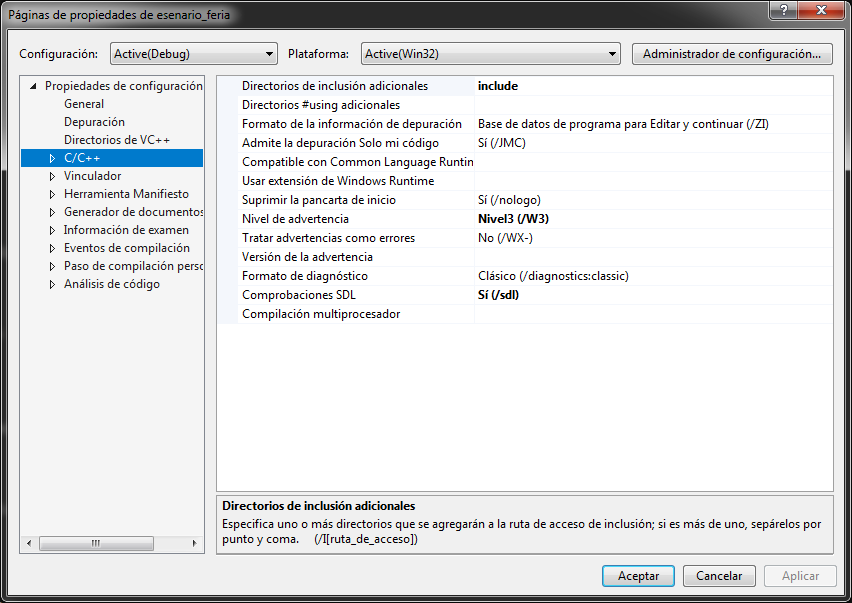 Páginas de propiedades de esenario_feria
Configuración: Active(Debug) Plataforma: Active(Win32) Administrador de configuración...
Propiedades de configuración
General
Depuración
Directorios de VC++
C/C++
Vinculador
Herramienta Manifiesto
Generador de documentos
Información de examen
Eventos de compilación
Paso de compilación perso
Análisis de código
Directorios de inclusión adicionales include
Directorios #using adicionales
Formato de la información de depuración Base de datos de programa para Editar y continuar (/ZI)
Admite la depuración Solo mi código Sí (/JMC)
Compatible con Common Language Runtin
Usar extensión de Windows Runtime
Suprimir la pancarta de inicio Sí (/nologo)
Nivel de advertencia Nivel3 (/W3)
Tratar advertencias como errores No (/WX-)
Versión de la advertencia
Formato de diagnóstico Clásico (/diagnostics:classic)
Comprobaciones SDL Sí (/sdl)
Compilación multiprocesador
Directorios de inclusión adicionales
Especifica uno o más directorios que se agregarán a la ruta de acceso de inclusión; si es más de uno, sepárelos por
punto y coma. (/I[ruta_de_acceso])
Aceptar Cancelar Aplicar